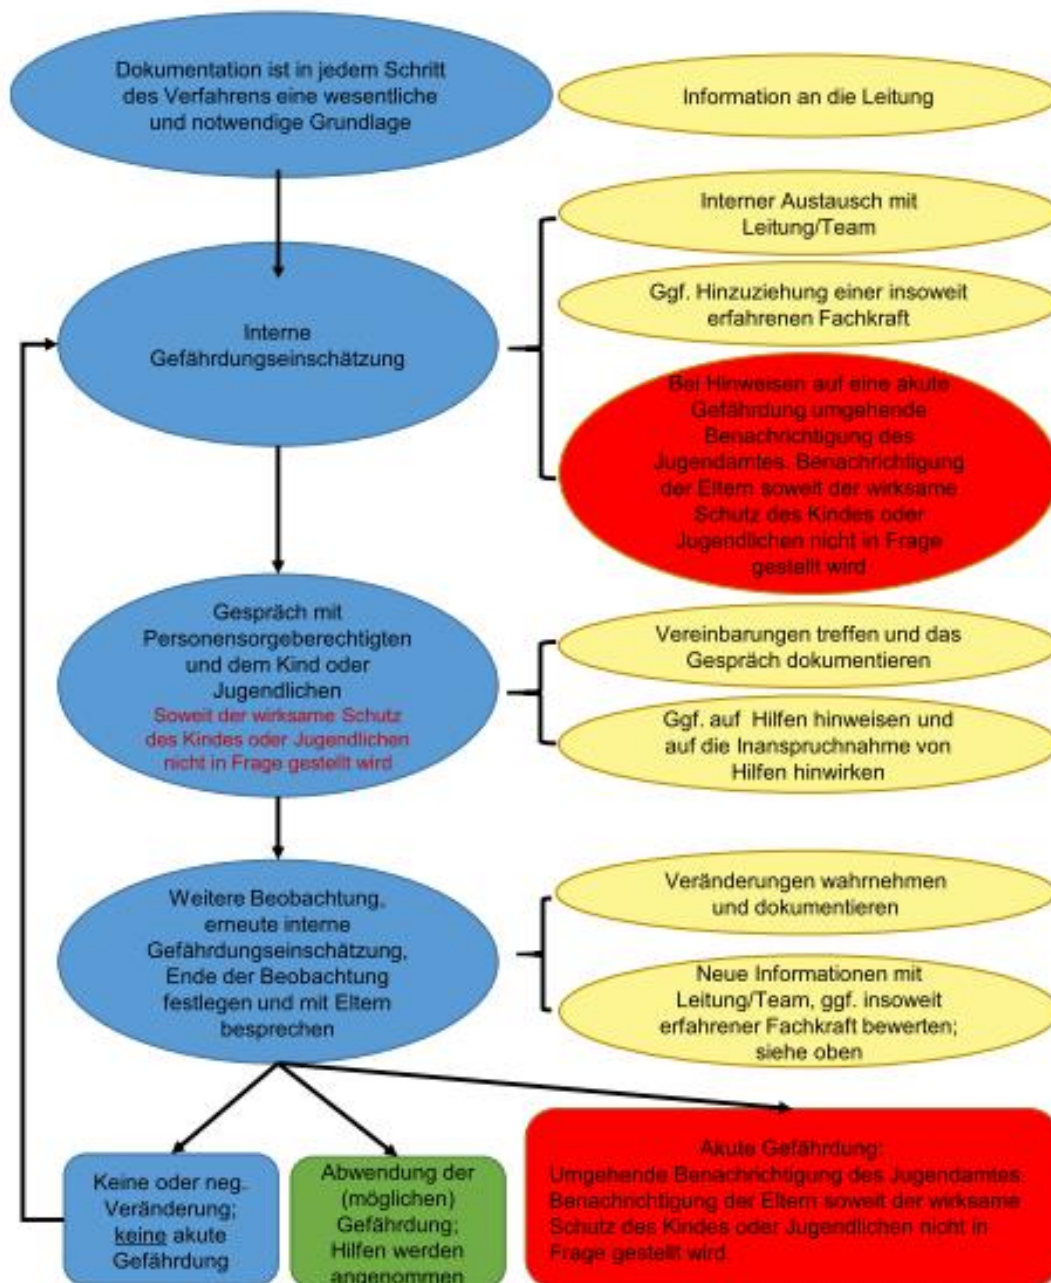 Dokumentation ist in jedem Schritt
des Verfahrens eine wesentliche
und notwendige Grundlage
Information an die Leitung
Interne
Gefährdungseinschätzung
Interner Austausch mit
Leitung/Team
Ggf. Hinzuziehung einer insoweit
erfahrenen Fachkraft
Bei Hinweisen auf eine akute
Gefährdung umgehende
Benachrichtigung des
Jugendamtes. Benachrichtigung
der Eltern soweit der wirksame
Schutz des Kindes oder
Jugendlichen nicht in Frage
gestellt wird
Gespräch mit
Personensorgeberechtigten
und dem Kind oder
Jugendlichen
Soweit der wirksame Schutz
des Kindes oder Jugendlichen
nicht in Frage gestellt wird
Vereinbarungen treffen und das
Gespräch dokumentieren
Ggf. auf Hilfen hinweisen und
auf die Inanspruchnahme von
Hilfen hinwirken
Weitere Beobachtung,
erneute interne
Gefährdungseinschätzung,
Ende der Beobachtung
festlegen und mit Eltern
besprechen
Veränderungen wahrnehmen
und dokumentieren
Neue Informationen mit
Leitung/Team, ggf. insoweit
erfahrener Fachkraft bewerten;
siehe oben
Keine oder neg.
Veränderung;
keine akute
Gefährdung
Abwendung der
(möglichen)
Gefährdung;
Hilfen werden
angenommen
Akute Gefährdung:
Umgehende Benachrichtigung des Jugendamtes.
Benachrichtigung der Eltern soweit der wirksame
Schutz des Kindes oder Jugendlichen nicht in
Frage gestellt wird.